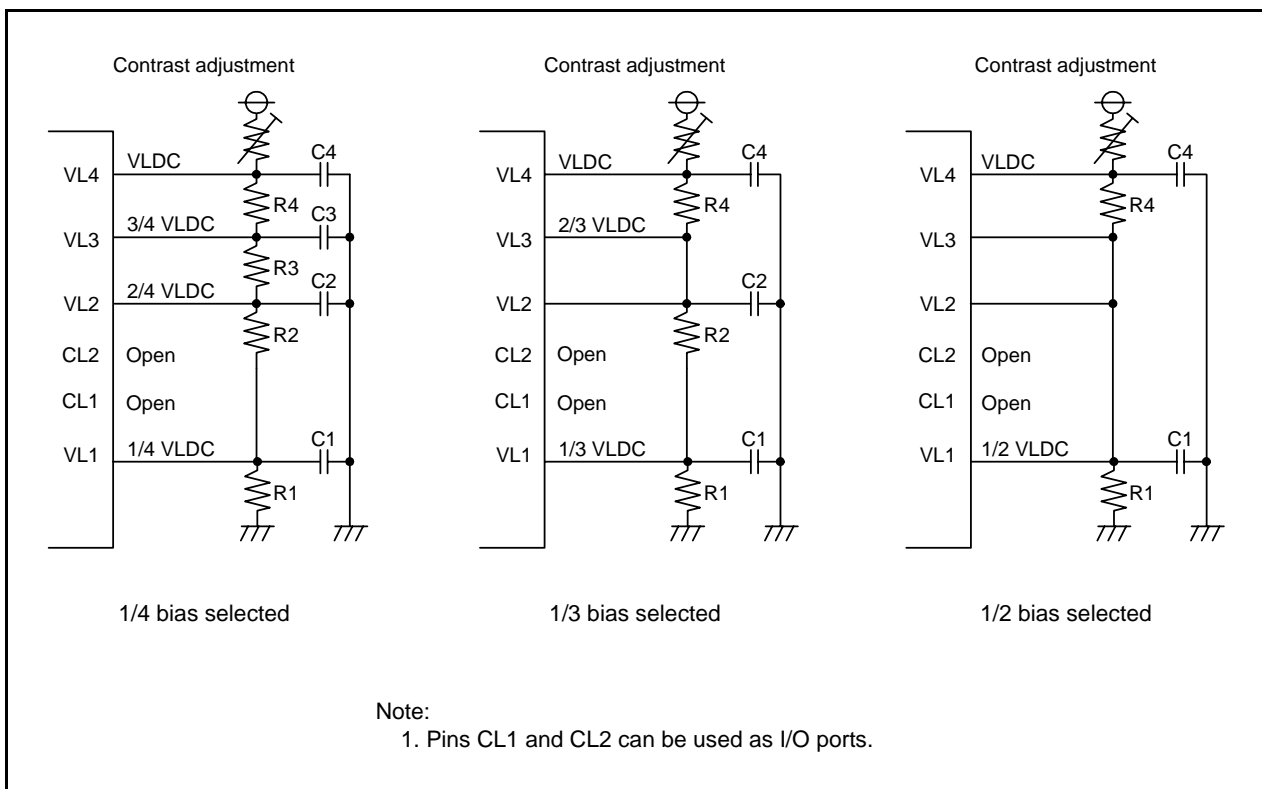 Contrast adjustment
VL4
VLDC
C4
R4
VL3
3/4 VLDC
C3
R3
VL2
2/4 VLDC
C2
R2
CL2
Open
CL1
Open
VL1
1/4 VLDC
C1
R1
1/4 bias selected
Contrast adjustment
VL4
VLDC
C4
R4
VL3
2/3 VLDC
VL2
C2
R2
CL2
Open
CL1
Open
VL1
1/3 VLDC
C1
R1
1/3 bias selected
Contrast adjustment
VL4
VLDC
C4
R4
VL3
VL2
CL2
Open
CL1
Open
VL1
1/2 VLDC
C1
R1
1/2 bias selected
Note:
1. Pins CL1 and CL2 can be used as I/O ports.